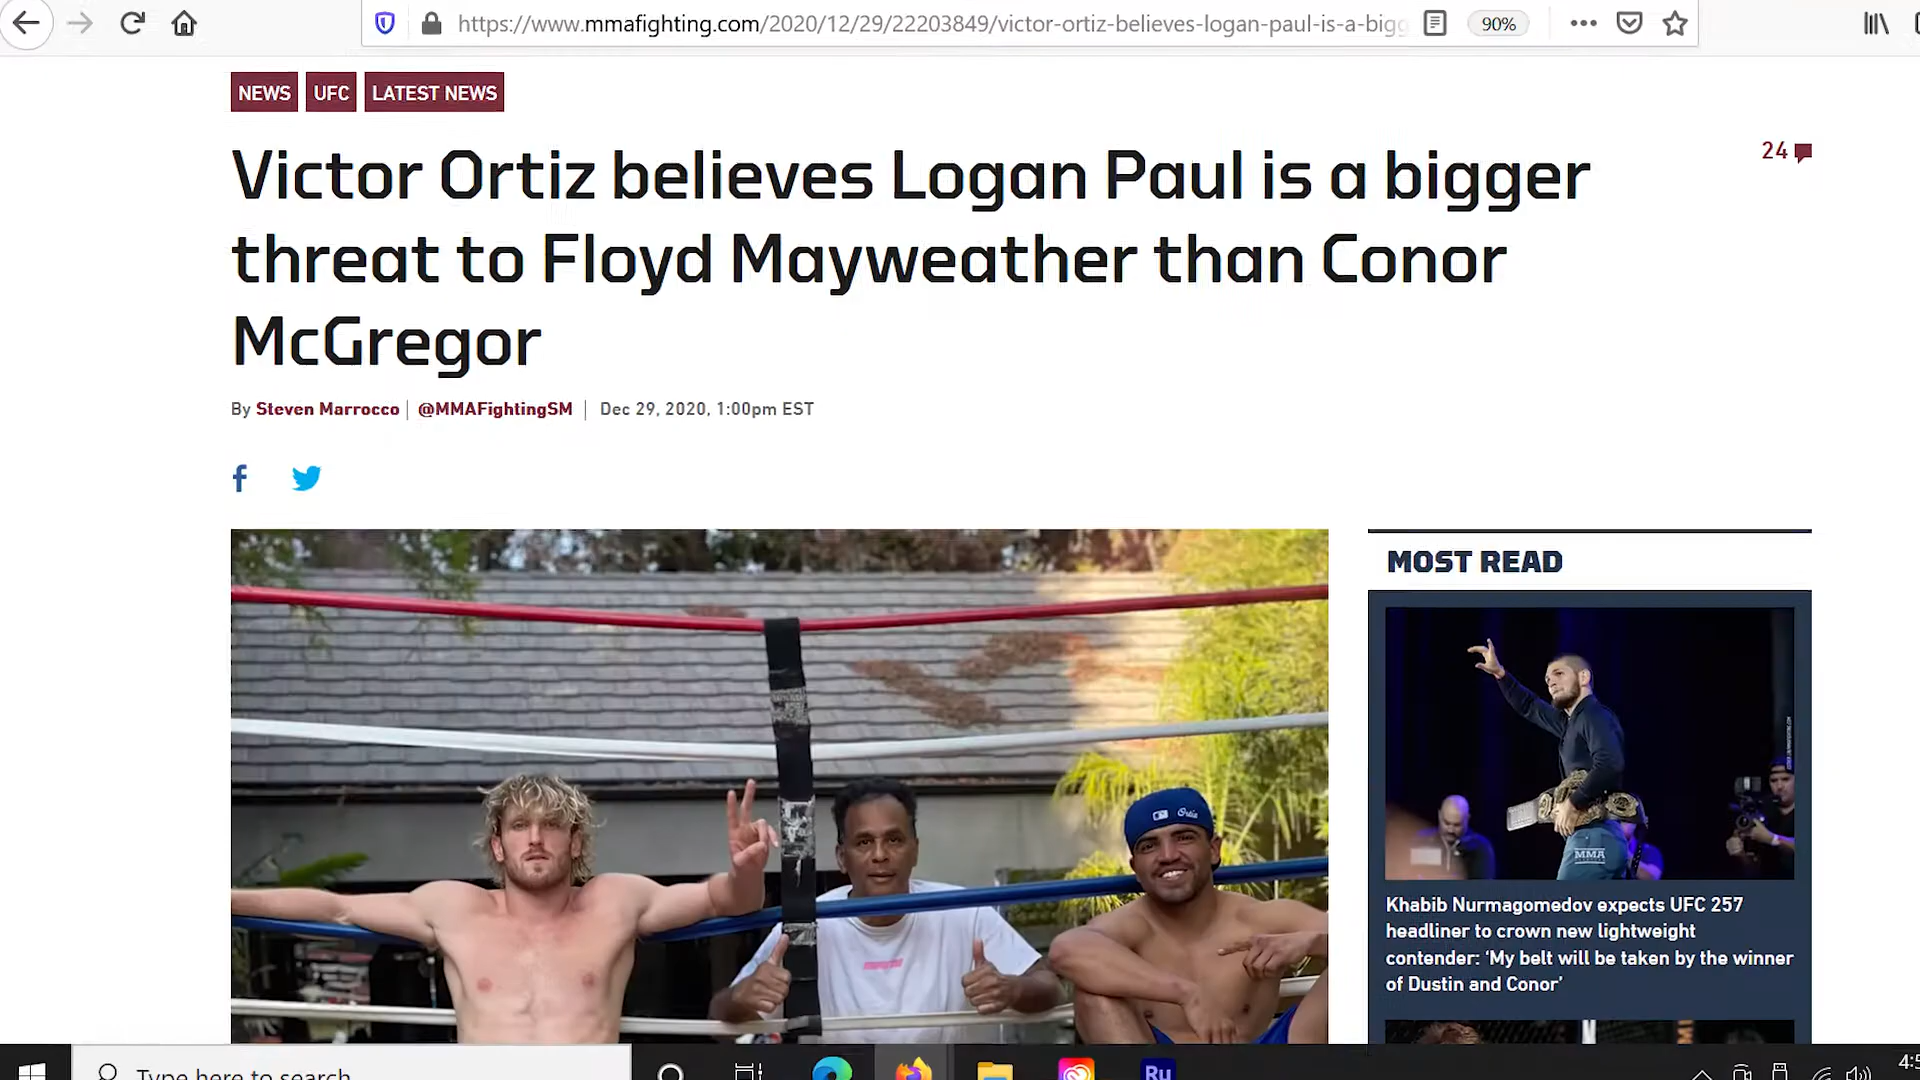 https://www.mmafighting.com/2020/12/29/22203849/victor-ortiz-believes-logan-paul-is-a-bigg
90%
NEWS UFC LATEST NEWS
Victor Ortiz believes Logan Paul is a bigger
threat to Floyd Mayweather than Conor
McGregor
24
By Steven Marrocco | @MMAFightingSM | Dec 29, 2020, 1:00pm EST
MOST READ
Ortiz
MMA
Khabib Nurmagomedov expects UFC 257
headliner to crown new lightweight
contender: ‘My belt will be taken by the winner
of Dustin and Conor’
Type here to search
Ru